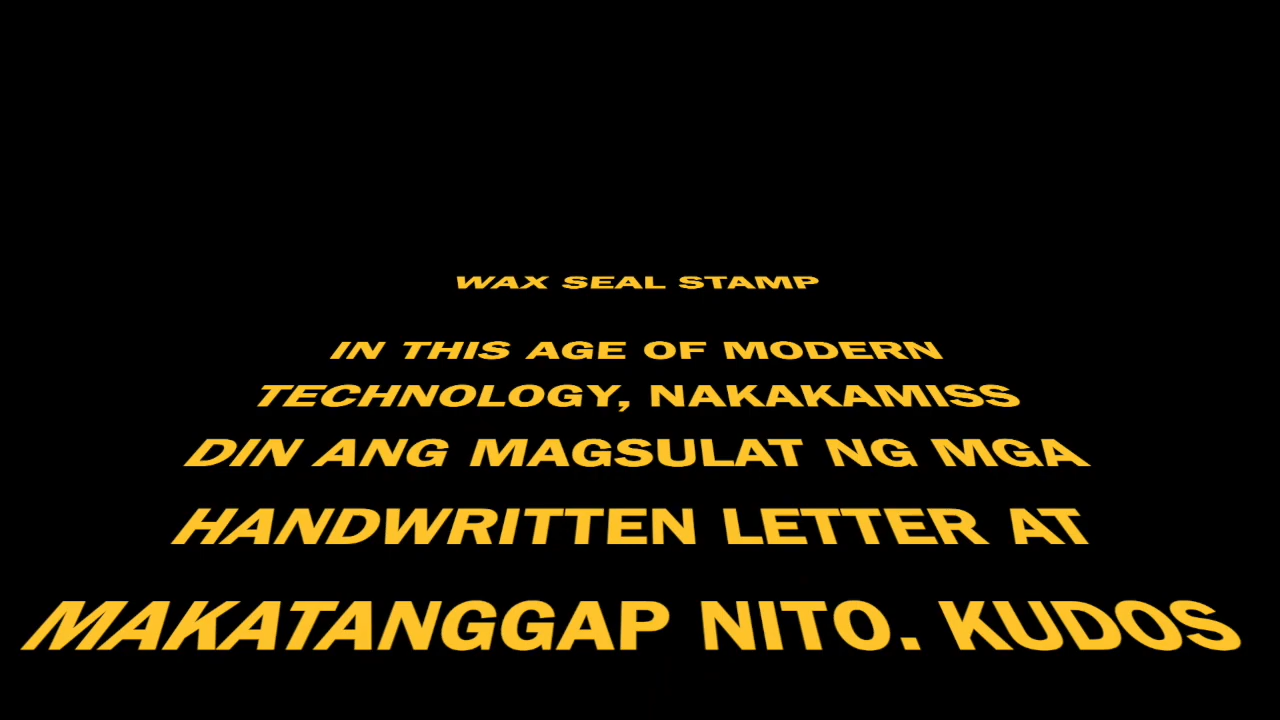 WAX SEAL STAMP
IN THIS AGE OF MODERN
TECHNOLOGY, NAKAKAMISS
DIN ANG MAGSULAT NG MGA
HANDWRITTEN LETTER AT
MAKATANGGAP NITO. KUDOS